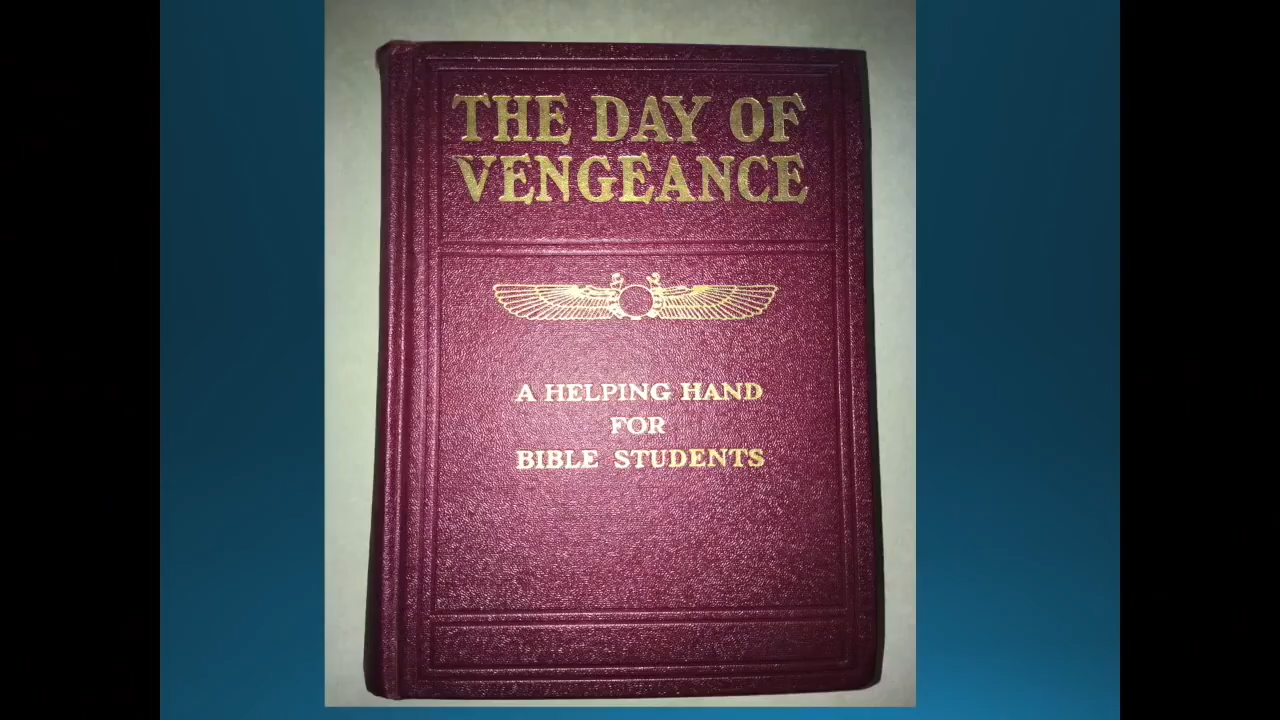 THE DAY OF
VENGEANCE
A HELPING HAND
FOR
BIBLE STUDENTS